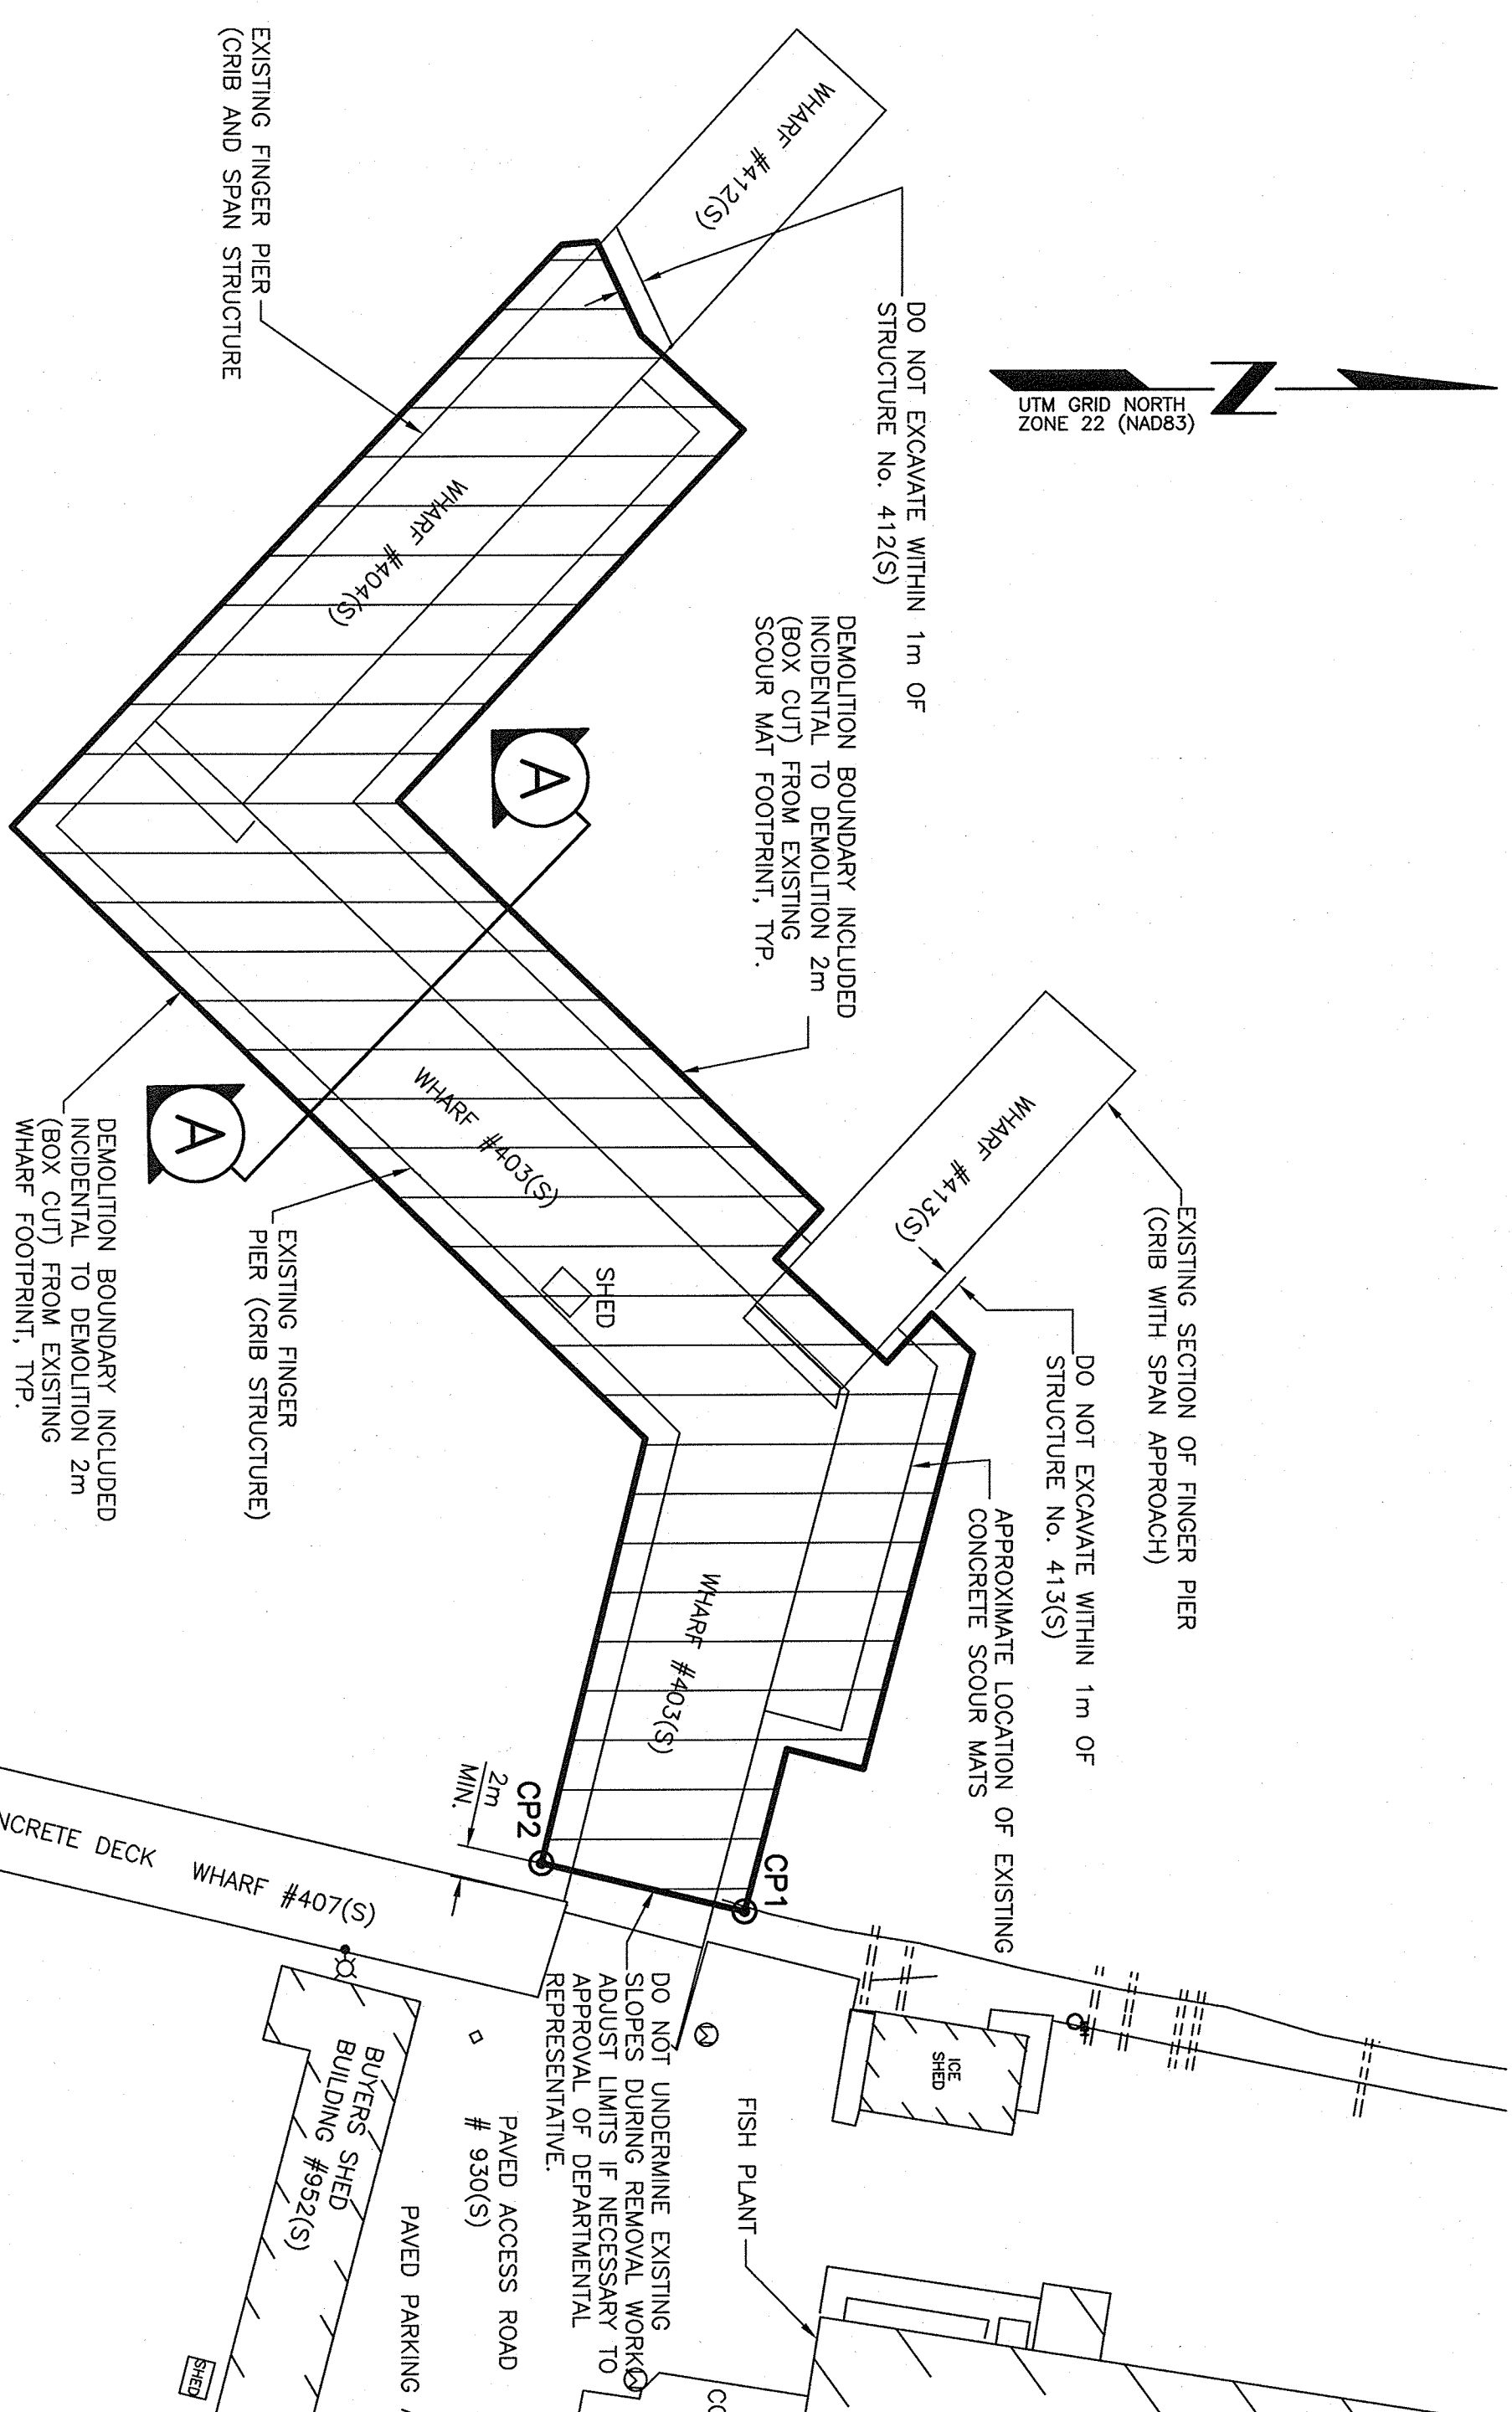 EXISTING FINGER PIER
(CRIB AND SPAN STRUCTURE
WHARF #412(S)
DO NOT EXCAVATE WITHIN 1m OF
STRUCTURE No. 412(S)
N
UTM GRID NORTH
ZONE 22 (NAD83)
WHARF #404(S)
DEMOLITION BOUNDARY INCLUDED
INCIDENTAL TO DEMOLITION 2m
(BOX CUT) FROM EXISTING
SCOUR MAT FOOTPRINT, TYP.
A
A
WHARF #403(S)
SHED
WHARF #413(S)
EXISTING SECTION OF FINGER PIER
(CRIB WITH SPAN APPROACH)
DO NOT EXCAVATE WITHIN 1m OF
STRUCTURE No. 413(S)
APPROXIMATE LOCATION OF EXISTING
CONCRETE SCOUR MATS
EXISTING FINGER
PIER (CRIB STRUCTURE)
DEMOLITION BOUNDARY INCLUDED
INCIDENTAL TO DEMOLITION 2m
(BOX CUT) FROM EXISTING
WHARF FOOTPRINT, TYP.
WHARF #403(S)
2m
MIN.
CP2
CP1
NCRETE DECK WHARF #407(S)
DO NOT UNDERMINE EXISTING
SLOPES DURING REMOVAL WORK.
ADJUST LIMITS IF NECESSARY TO
APPROVAL OF DEPARTMENTAL
REPRESENTATIVE.
ICE
SHED
FISH PLANT
PAVED ACCESS ROAD
# 930(S)
BUYERS SHED
BUILDING #952(S)
PAVED PARKING
SHED
CO